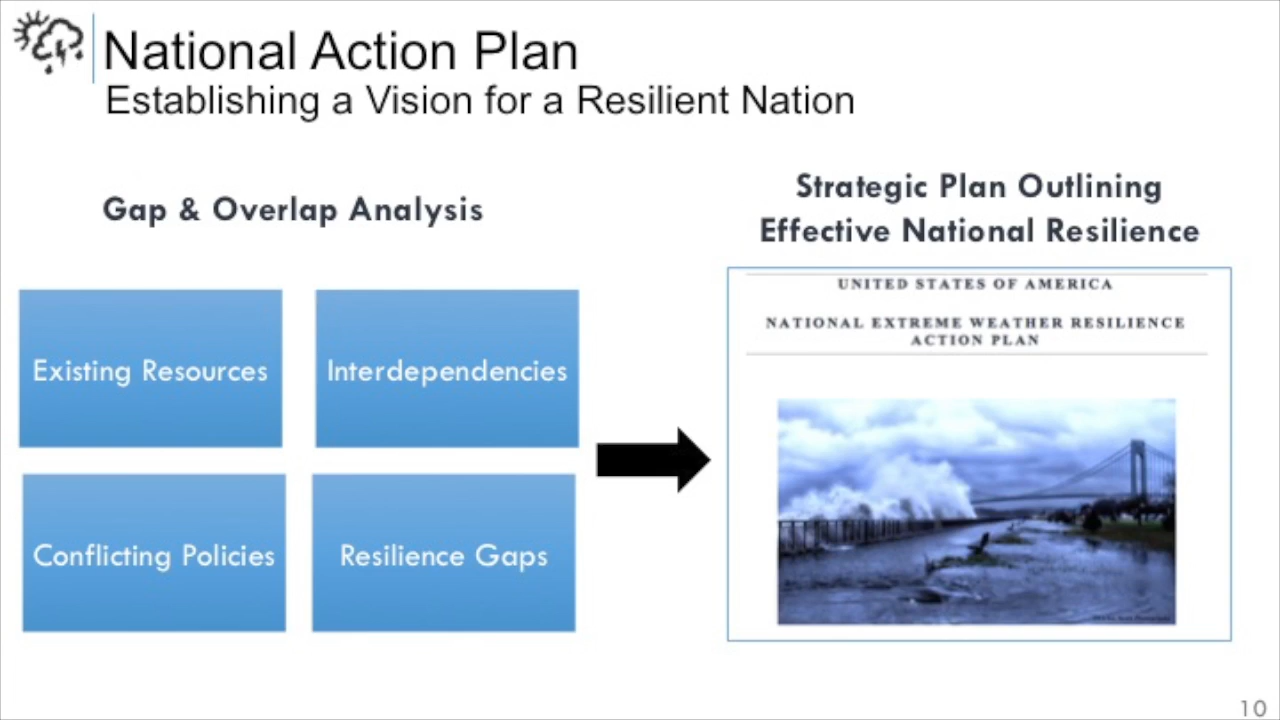 National Action Plan
Establishing a Vision for a Resilient Nation
Gap & Overlap Analysis
Existing Resources
Interdependencies
Conflicting Policies
Resilience Gaps
Strategic Plan Outlining
Effective National Resilience
UNITED STATES OF AMERICA
NATIONAL EXTREME WEATHER RESILIENCE
ACTION PLAN
10